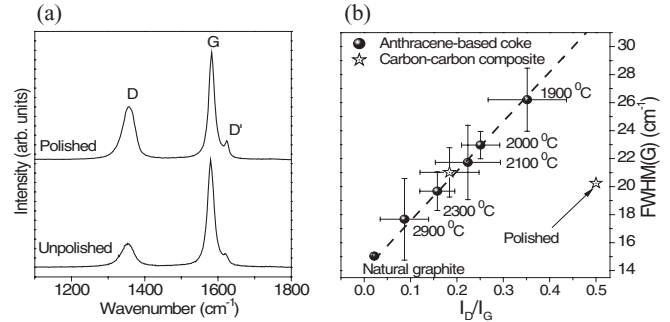 (a)
G
D
D'
Polished
Unpolished
Intensity (arb. units)
1200 1400 1600 1800
Wavenumber (cm⁻¹)
(b)
Anthracene-based coke
Carbon-carbon composite
1900 ⁰C
2000 ⁰C
2100 ⁰C
2300 ⁰C
2900 ⁰C
Polished
Natural graphite
30
28
26
24
22
20
18
16
14
FWHM(G) (cm⁻¹)
0.0 0.1 0.2 0.3 0.4 0.5
I_D/I_G